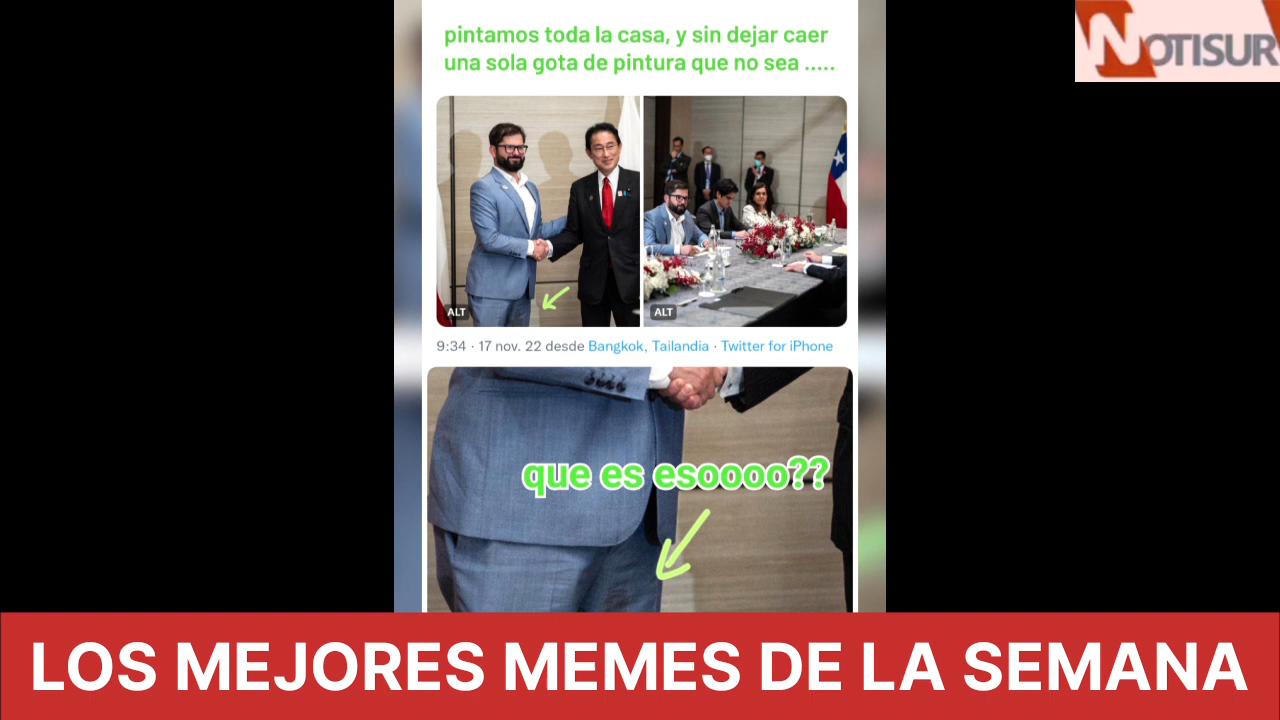 pintamos toda la casa, y sin dejar caer
una sola gota de pintura que no sea .....
NOTISUR
ALT
ALT
9:34 · 17 nov. 22 desde Bangkok, Tailandia · Twitter for iPhone
que es esoooo??
LOS MEJORES MEMES DE LA SEMANA